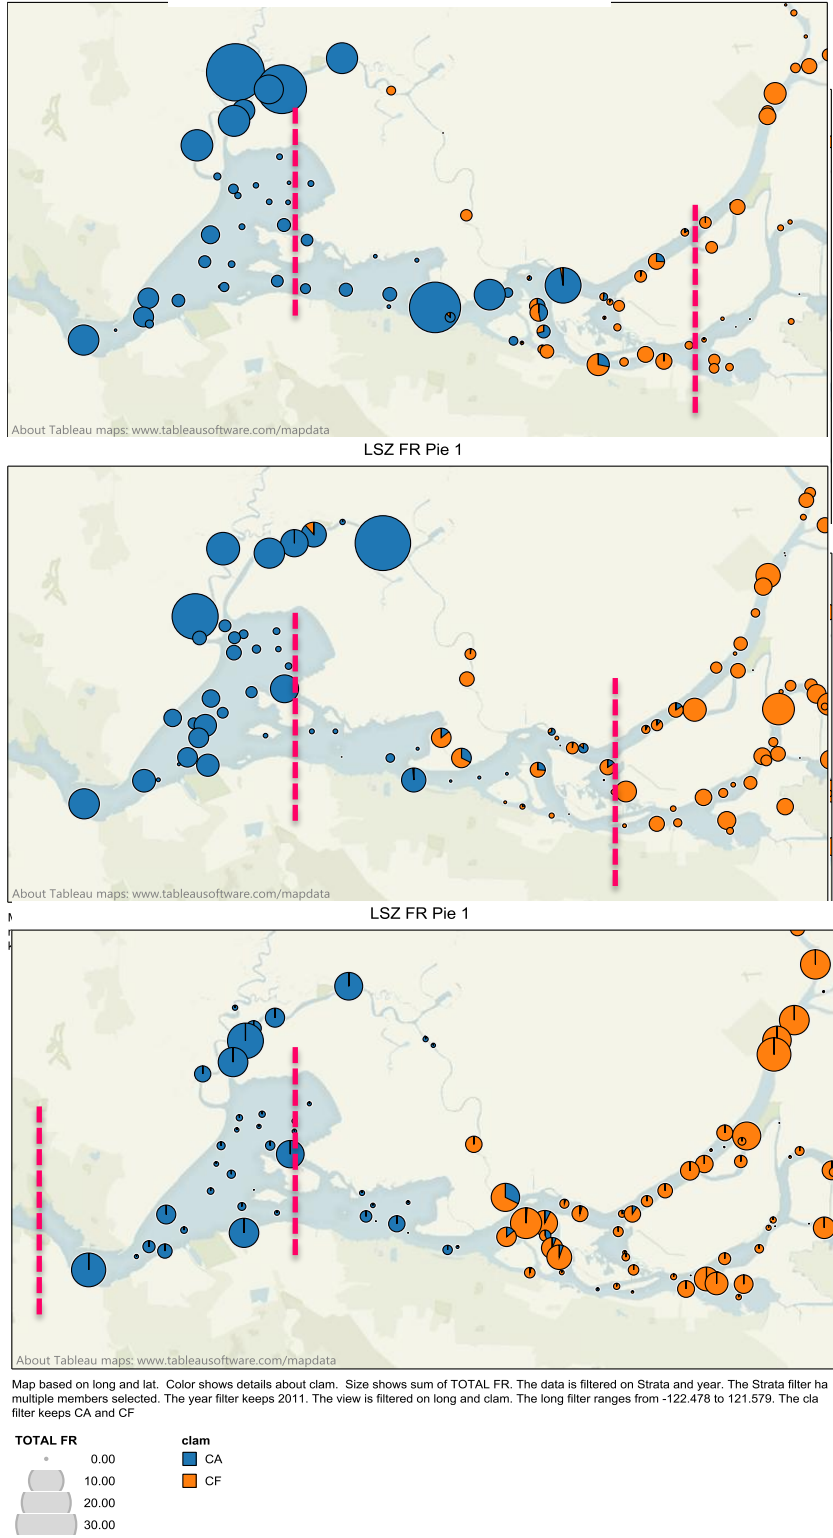 About Tableau maps: www.tableausoftware.com/mapdata
LSZ FR Pie 1
About Tableau maps: www.tableausoftware.com/mapdata
LSZ FR Pie 1
About Tableau maps: www.tableausoftware.com/mapdata
Map based on long and lat. Color shows details about clam. Size shows sum of TOTAL FR. The data is filtered on Strata and year. The Strata filter ha
multiple members selected. The year filter keeps 2011. The view is filtered on long and clam. The long filter ranges from -122.478 to 121.579. The cla
filter keeps CA and CF
TOTAL FR
0.00
10.00
20.00
30.00
clam
CA
CF